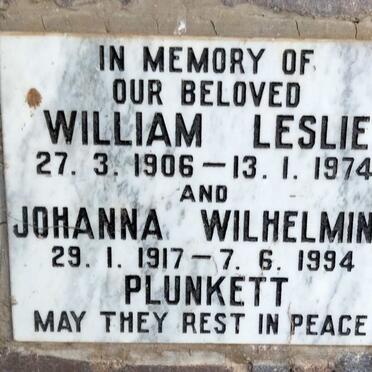 IN MEMORY OF
OUR BELOVED
WILLIAM LESLIE
27. 3. 1906 – 13. 1. 1974
AND
JOHANNA WILHELMIN
29. 1. 1917 – 7. 6. 1994
PLUNKETT
MAY THEY REST IN PEACE